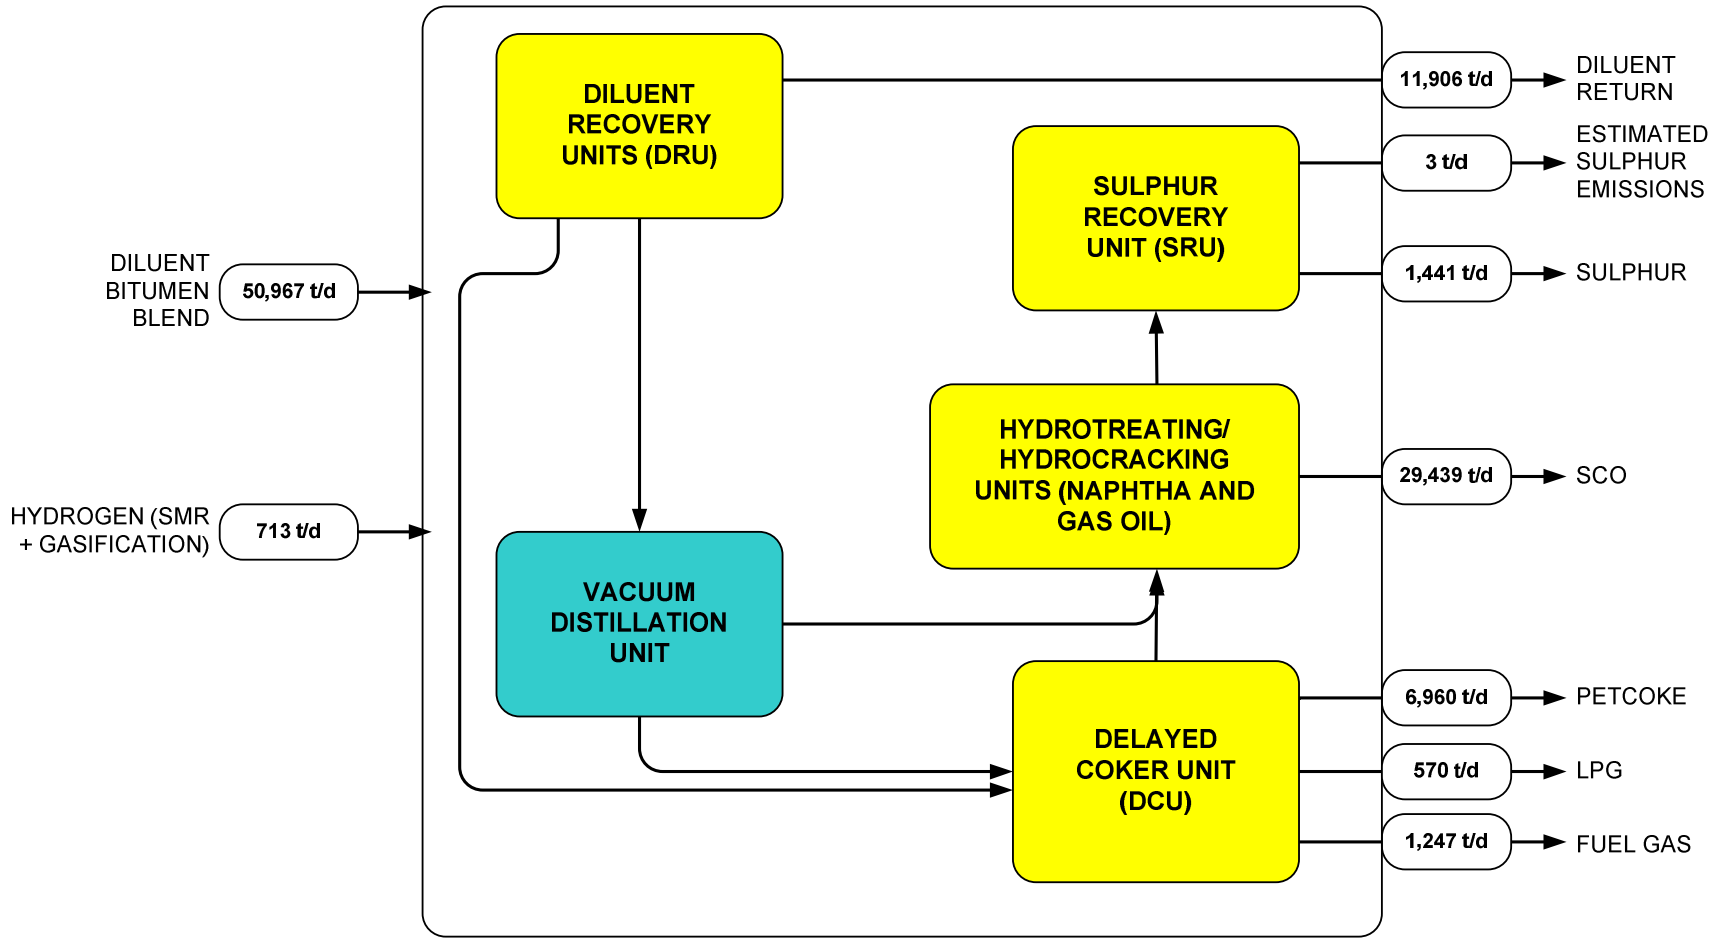 DILUENT
RECOVERY
UNITS (DRU)
11,906 t/d
DILUENT
RETURN
SULPHUR
RECOVERY
UNIT (SRU)
3 t/d
ESTIMATED
SULPHUR
EMISSIONS
1,441 t/d
SULPHUR
DILUENT
BITUMEN
BLEND
50,967 t/d
HYDROTREATING/
HYDROCRACKING
UNITS (NAPHTHA AND
GAS OIL)
29,439 t/d
SCO
HYDROGEN (SMR
+ GASIFICATION)
713 t/d
VACUUM
DISTILLATION
UNIT
DELAYED
COKER UNIT
(DCU)
6,960 t/d
PETCOKE
570 t/d
LPG
1,247 t/d
FUEL GAS